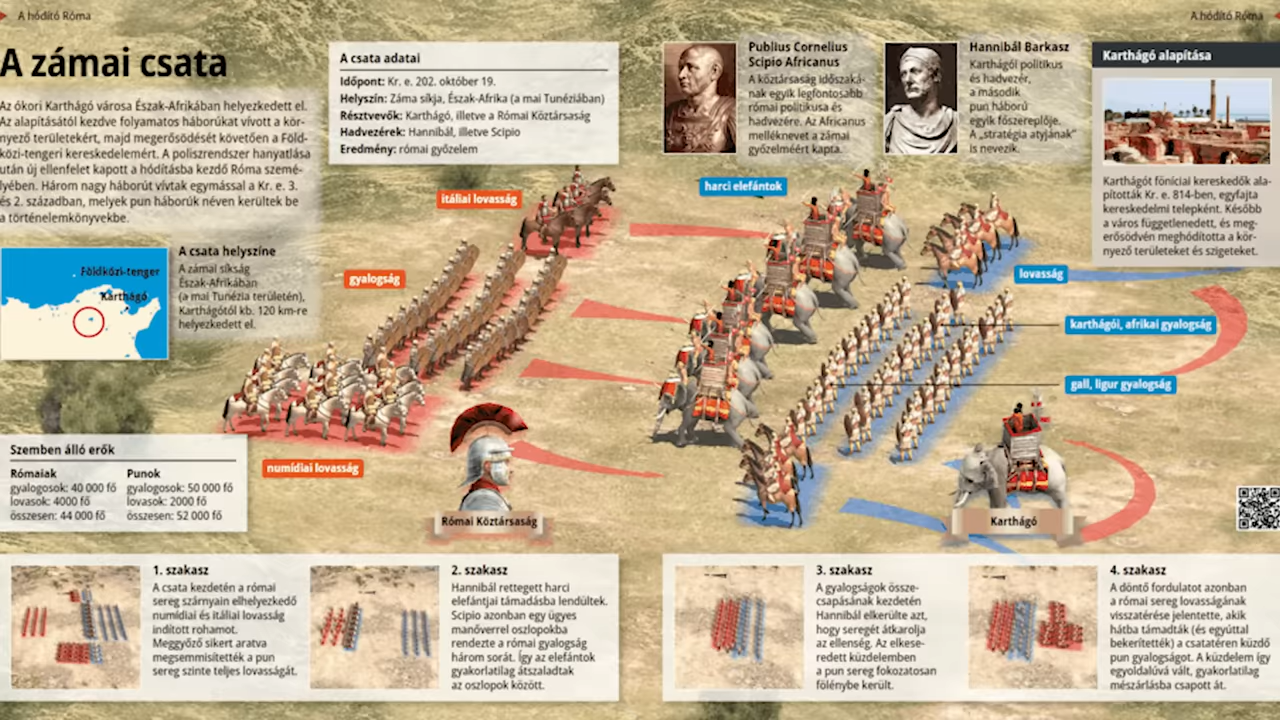 A hódító Róma
A hódító Róma
A zámai csata
Az ókori Karthágó városa Észak-Afrikában helyezkedett el.
Az alapításától kezdve folyamatos háborúkat vívott a kör-
nyező területekért, majd megerősödését követően a Föld-
közi-tengeri kereskedelemért. A poliszrendszer hanyatlása
után új ellenfelet kapott a hódításba kezdő Róma szemé-
lyében. Három nagy háborút vívtak egymással a Kr. e. 3.
és 2. században, melyek pun háborúk néven kerültek be
a történelemkönyvekbe.
A csata adatai
Időpont: Kr. e. 202. október 19.
Helyszín: Záma síkja, Észak-Afrika (a mai Tunéziában)
Résztvevők: Karthágó, illetve a Római Köztársaság
Hadvezérek: Hannibál, illetve Scipio
Eredmény: római győzelem
Publius Cornelius
Scipio Africanus
A köztársaság időszaká-
nak egyik legfontosabb
római politikusa és
hadvezére. Az Africanus
melléknevet a zámai
győzelméért kapta.
Hannibál Barkasz
Karthágói politikus
és hadvezér,
a második
pun háború
egyik főszereplője.
A „stratégia atyjának”
is nevezik.
Karthágó alapítása
Karthágót föníciai kereskedők ala-
pították Kr. e. 814-ben, egyfajta
kereskedelmi telepként. Később
a város függetlenedett, és meg-
erősödvén meghódította a kör-
nyező területeket és szigeteket.
Földközi-tenger
Karthágó
A csata helyszíne
A zámai síkság
Észak-Afrikában
(a mai Tunézia területén),
Karthágótól kb. 120 km-re
helyezkedett el.
itáliai lovasság
gyalogság
numídiai lovasság
harci elefántok
lovasság
karthágói, afrikai gyalogság
gall, ligur gyalogság
Szemben álló erők
Rómaiak
gyalogosok: 40 000 fő
lovasok: 4000 fő
összesen: 44 000 fő
Punok
gyalogosok: 50 000 fő
lovasok: 2000 fő
összesen: 52 000 fő
Római Köztársaság
Karthágó
1. szakasz
A csata kezdetén a római
sereg szárnyain elhelyezkedő
numídiai és itáliai lovasság
indított rohamot.
Meggyőző sikert aratva
megsemmisítették a pun
sereg szinte teljes lovasságát.
2. szakasz
Hannibál rettegett harci
elefántjai támadásba lendültek.
Scipio azonban egy ügyes
manőverrel oszlopokba
rendezte a római gyalogság
három sorát. Így az elefántok
gyakorlatilag átszaladtak
az oszlopok között.
3. szakasz
A gyalogságok össze-
csapásának kezdetén
Hannibál elkerülte azt,
hogy seregét átkarolja
az ellenség. Az elkese-
redett küzdelemben
a pun sereg fokozatosan
fölénybe került.
4. szakasz
A döntő fordulatot azonban
a római sereg lovasságának
visszatérése jelentette, akik
hátba támadták (és egyúttal
bekerítették) a csatatéren küzdő
pun gyalogságot. A küzdelem így
egyoldalúvá vált, gyakorlatilag
mészárlásba csapott át.